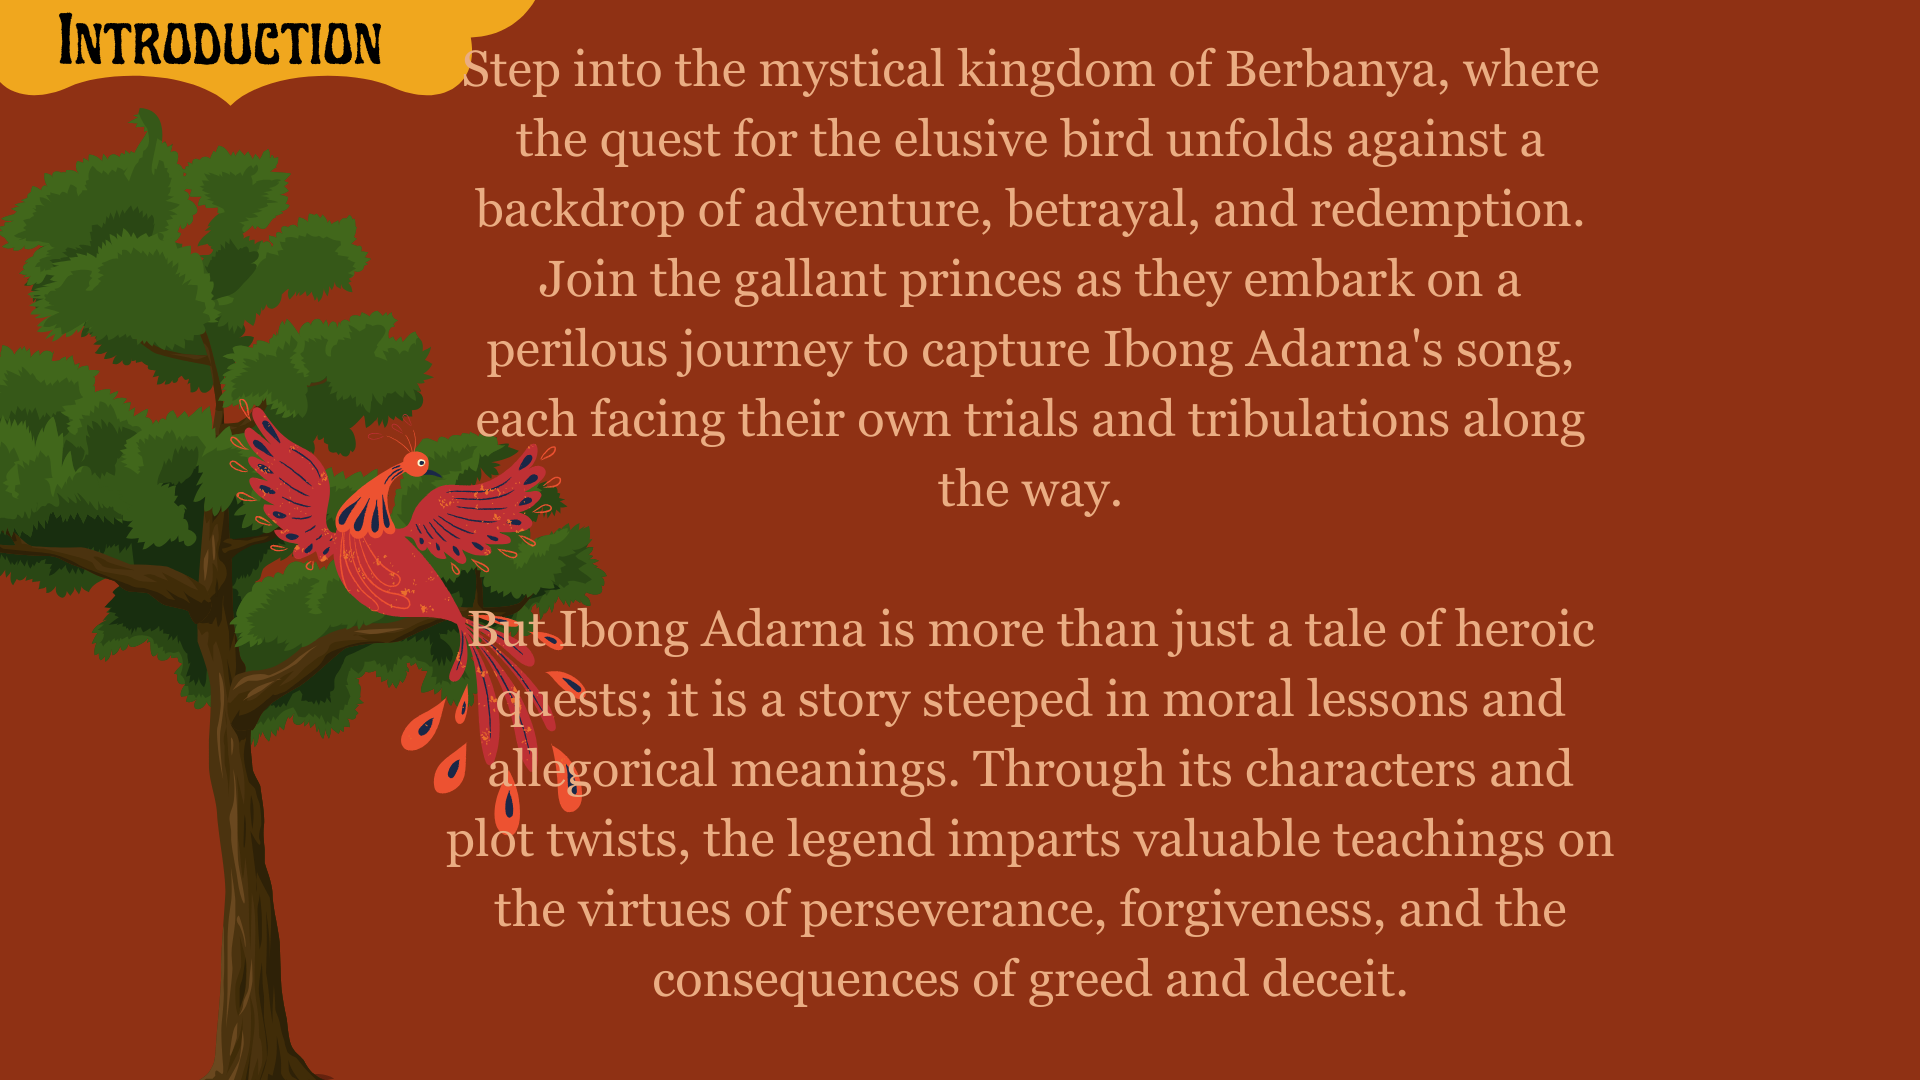 INTRODUCTION
Step into the mystical kingdom of Berbanya, where
the quest for the elusive bird unfolds against a
backdrop of adventure, betrayal, and redemption.
Join the gallant princes as they embark on a
perilous journey to capture Ibong Adarna's song,
each facing their own trials and tribulations along
the way.
But Ibong Adarna is more than just a tale of heroic
quests; it is a story steeped in moral lessons and
allegorical meanings. Through its characters and
plot twists, the legend imparts valuable teachings on
the virtues of perseverance, forgiveness, and the
consequences of greed and deceit.